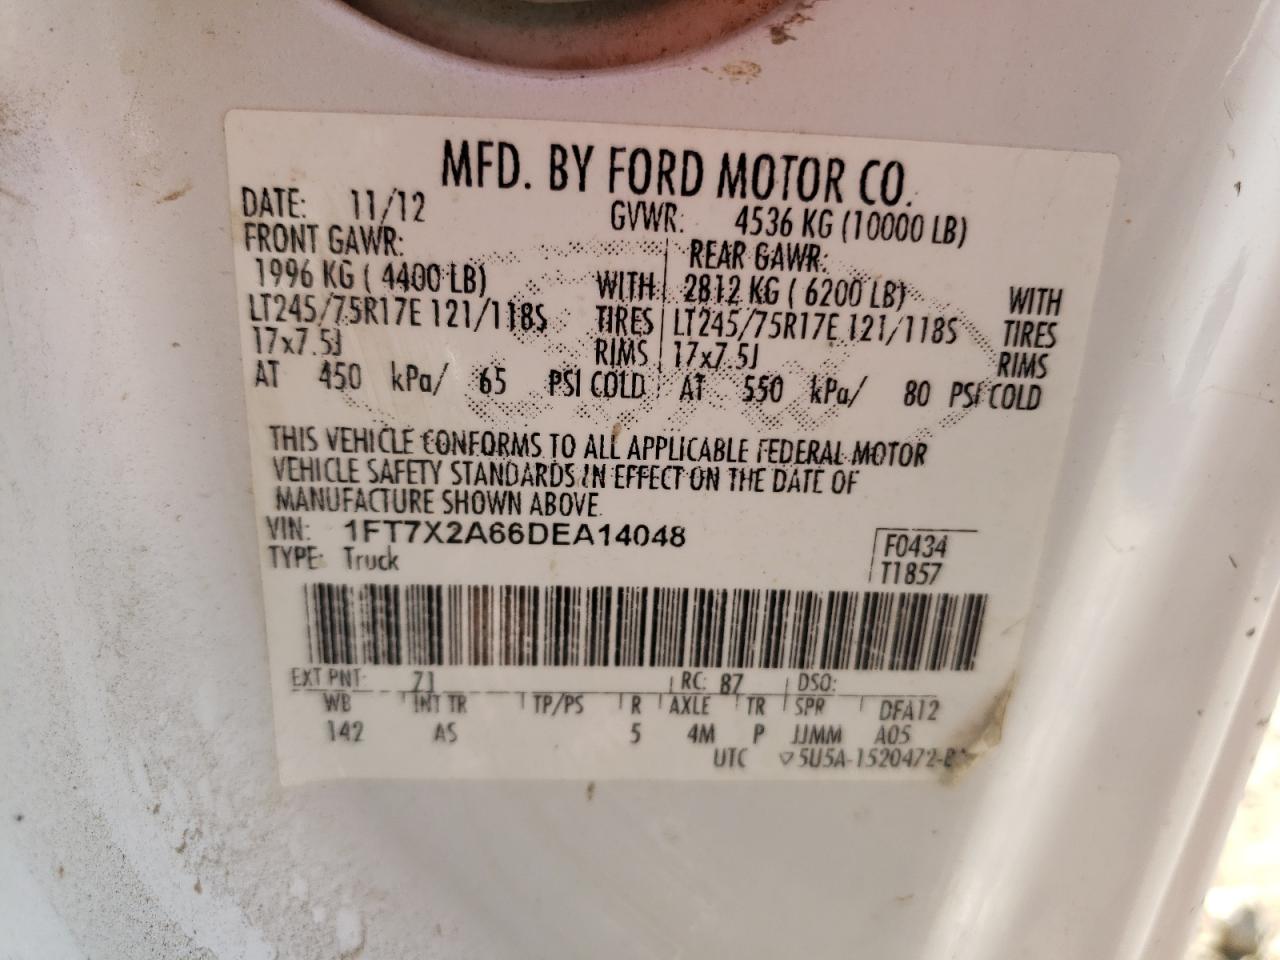 MFD. BY FORD MOTOR CO.
DATE: 11/12 GVWR: 4536 KG (10000 LB)
FRONT GAWR: REAR GAWR:
1996 KG ( 4400 LB) WITH 2812 KG ( 6200 LB) WITH
LT245/75R17E 121/118S TIRES LT245/75R17E 121/118S TIRES
17x7.5J RIMS 17x7.5J RIMS
AT 450 kPa/ 65 PSI COLD AT 550 kPa/ 80 PSI COLD
THIS VEHICLE CONFORMS TO ALL APPLICABLE FEDERAL MOTOR
VEHICLE SAFETY STANDARDS IN EFFECT ON THE DATE OF
MANUFACTURE SHOWN ABOVE.
VIN: 1FT7X2A66DEA14048
TYPE: Truck
F0434
T1857
EXT PNT: Z1 RC: 87 DSO:
WB INT TR TP/PS R AXLE TR SPR DFA12
142 AS 5 4M P JJMM A05
UTC